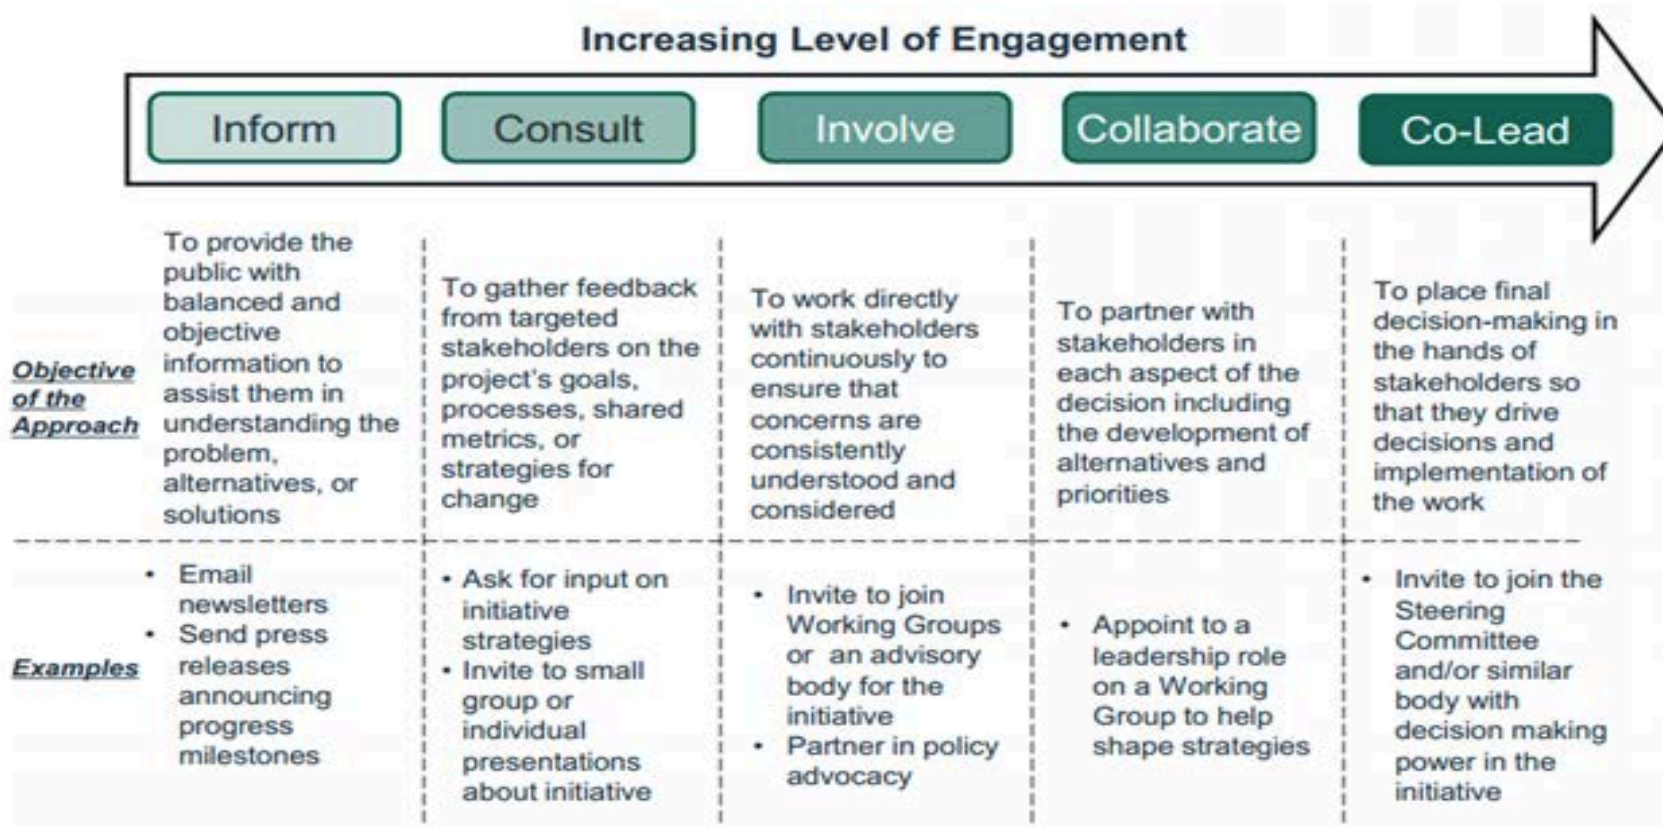 Increasing Level of Engagement
Inform
Consult
Involve
Collaborate
Co-Lead
Objective
of the
Approach
To provide the
public with
balanced and
objective
information to
assist them in
understanding the
problem,
alternatives, or
solutions
To gather feedback
from targeted
stakeholders on the
project's goals,
processes, shared
metrics, or
strategies for
change
To work directly
with stakeholders
continuously to
ensure that
concerns are
consistently
understood and
considered
To partner with
stakeholders in
each aspect of the
decision including
the development of
alternatives and
priorities
To place final
decision-making in
the hands of
stakeholders so
that they drive
decisions and
implementation of
the work
Examples
• Email
newsletters
• Send press
releases
announcing
progress
milestones
• Ask for input on
initiative
strategies
• Invite to small
group or
individual
presentations
about initiative
• Invite to join
Working Groups
or an advisory
body for the
initiative
• Partner in policy
advocacy
• Appoint to a
leadership role
on a Working
Group to help
shape strategies
• Invite to join the
Steering
Committee
and/or similar
body with
decision making
power in the
initiative